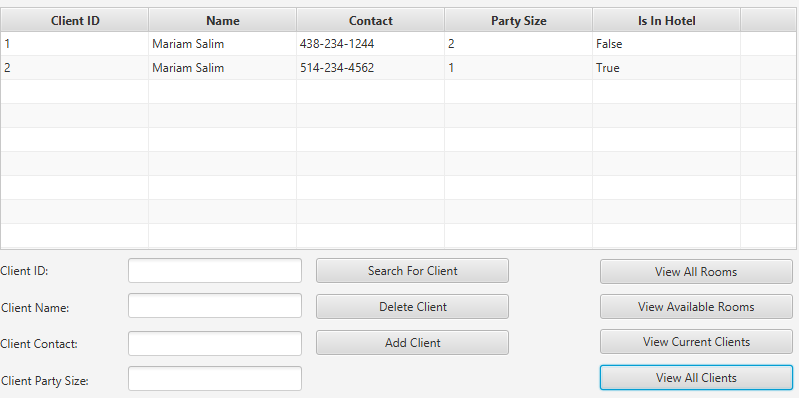 Client ID Name Contact Party Size Is In Hotel
1 Mariam Salim 438-234-1244 2 False
2 Mariam Salim 514-234-4562 1 True
Client ID: Search For Client View All Rooms
Client Name: Delete Client View Available Rooms
Client Contact: Add Client View Current Clients
Client Party Size: View All Clients